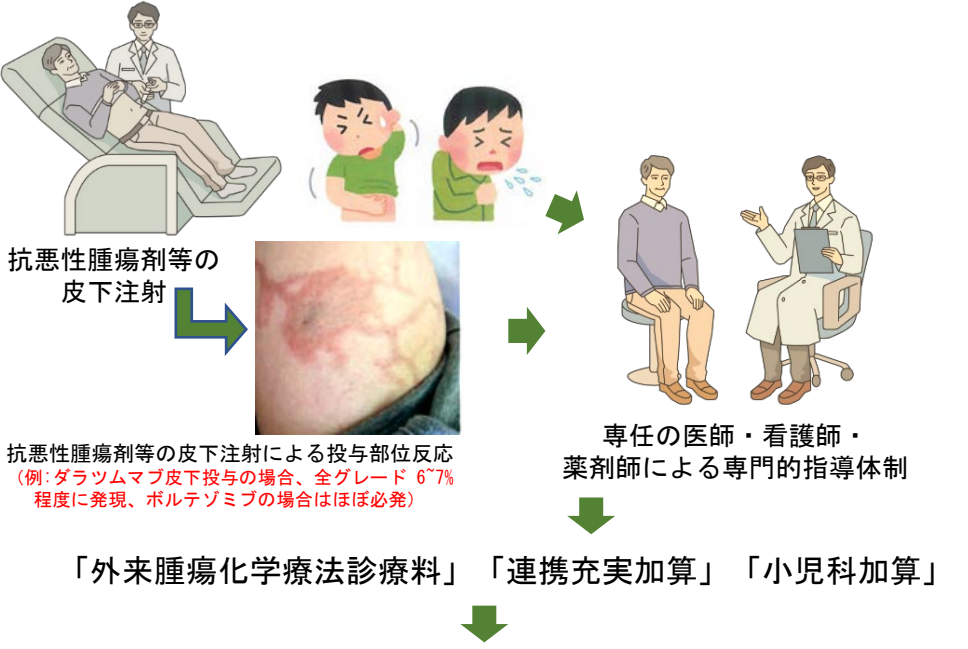 抗悪性腫瘍剤等の
皮下注射
抗悪性腫瘍剤等の皮下注射による投与部位反応
（例:ダラツムマブ皮下投与の場合、全グレード 6~7%
程度に発現、ボルテゾミブの場合はほぼ必発）
専任の医師・看護師・
薬剤師による専門的指導体制
「外来腫瘍化学療法診療料」「連携充実加算」「小児科加算」